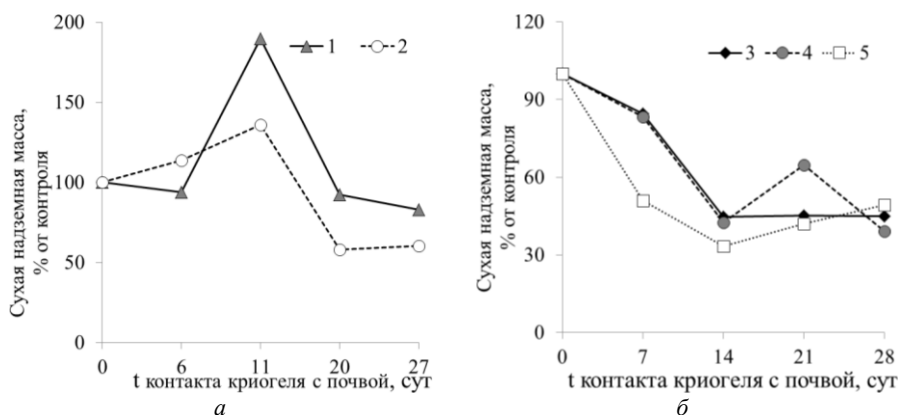 200
150
100
50
0
Сухая надземная масса,
% от контроля
1 2
0 6 11 20 27
t контакта криогеля с почвой, сут
а
120
90
60
30
0
Сухая надземная масса,
% от контроля
3 4 5
0 7 14 21 28
t контакта криогеля с почвой, сут
б